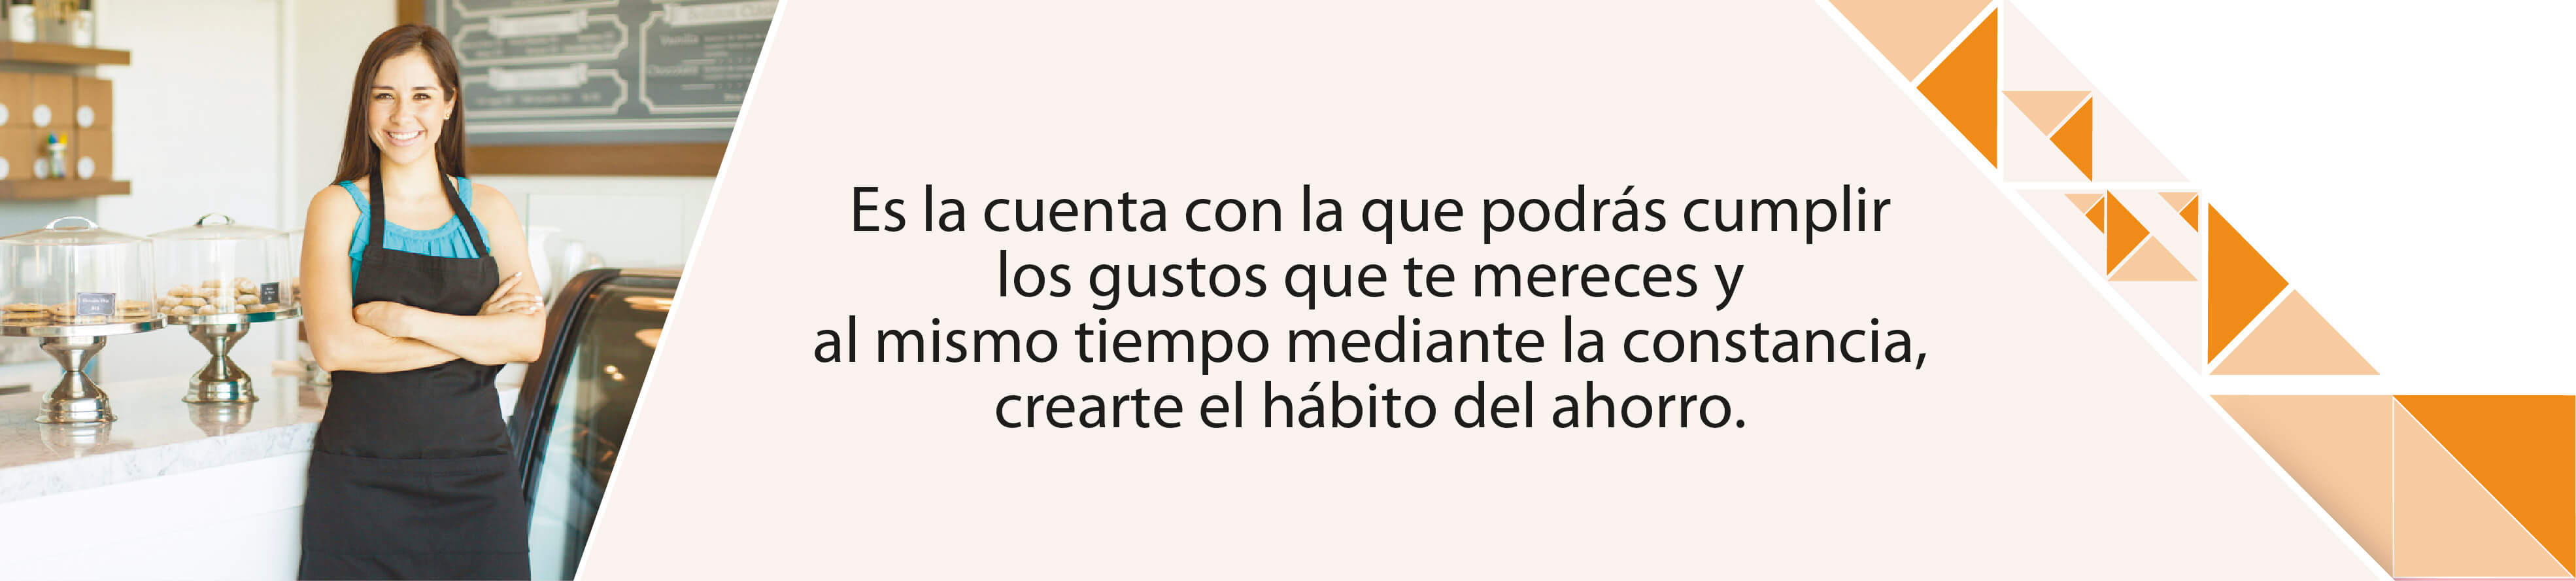 Es la cuenta con la que podrás cumplir
los gustos que te mereces y
al mismo tiempo mediante la constancia,
crearte el hábito del ahorro.